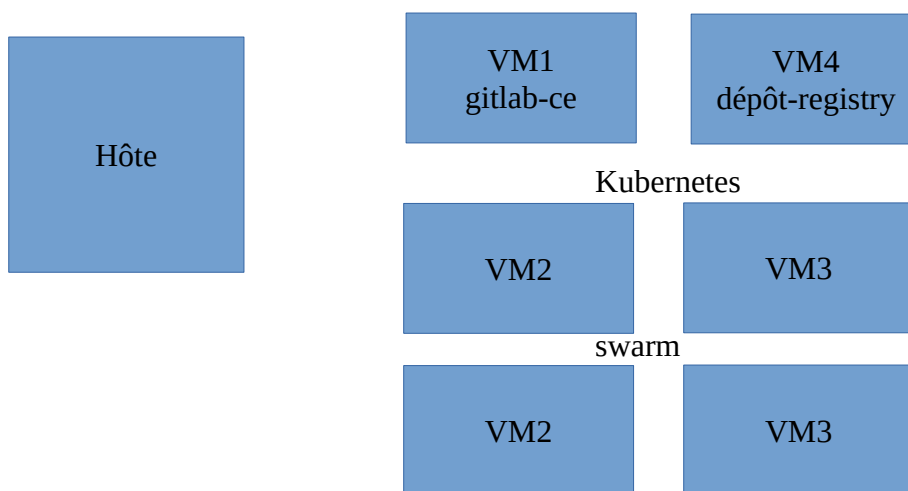 Hôte
VM1
gitlab-ce
VM4
dépôt-registry
Kubernetes
VM2
VM3
swarm
VM2
VM3